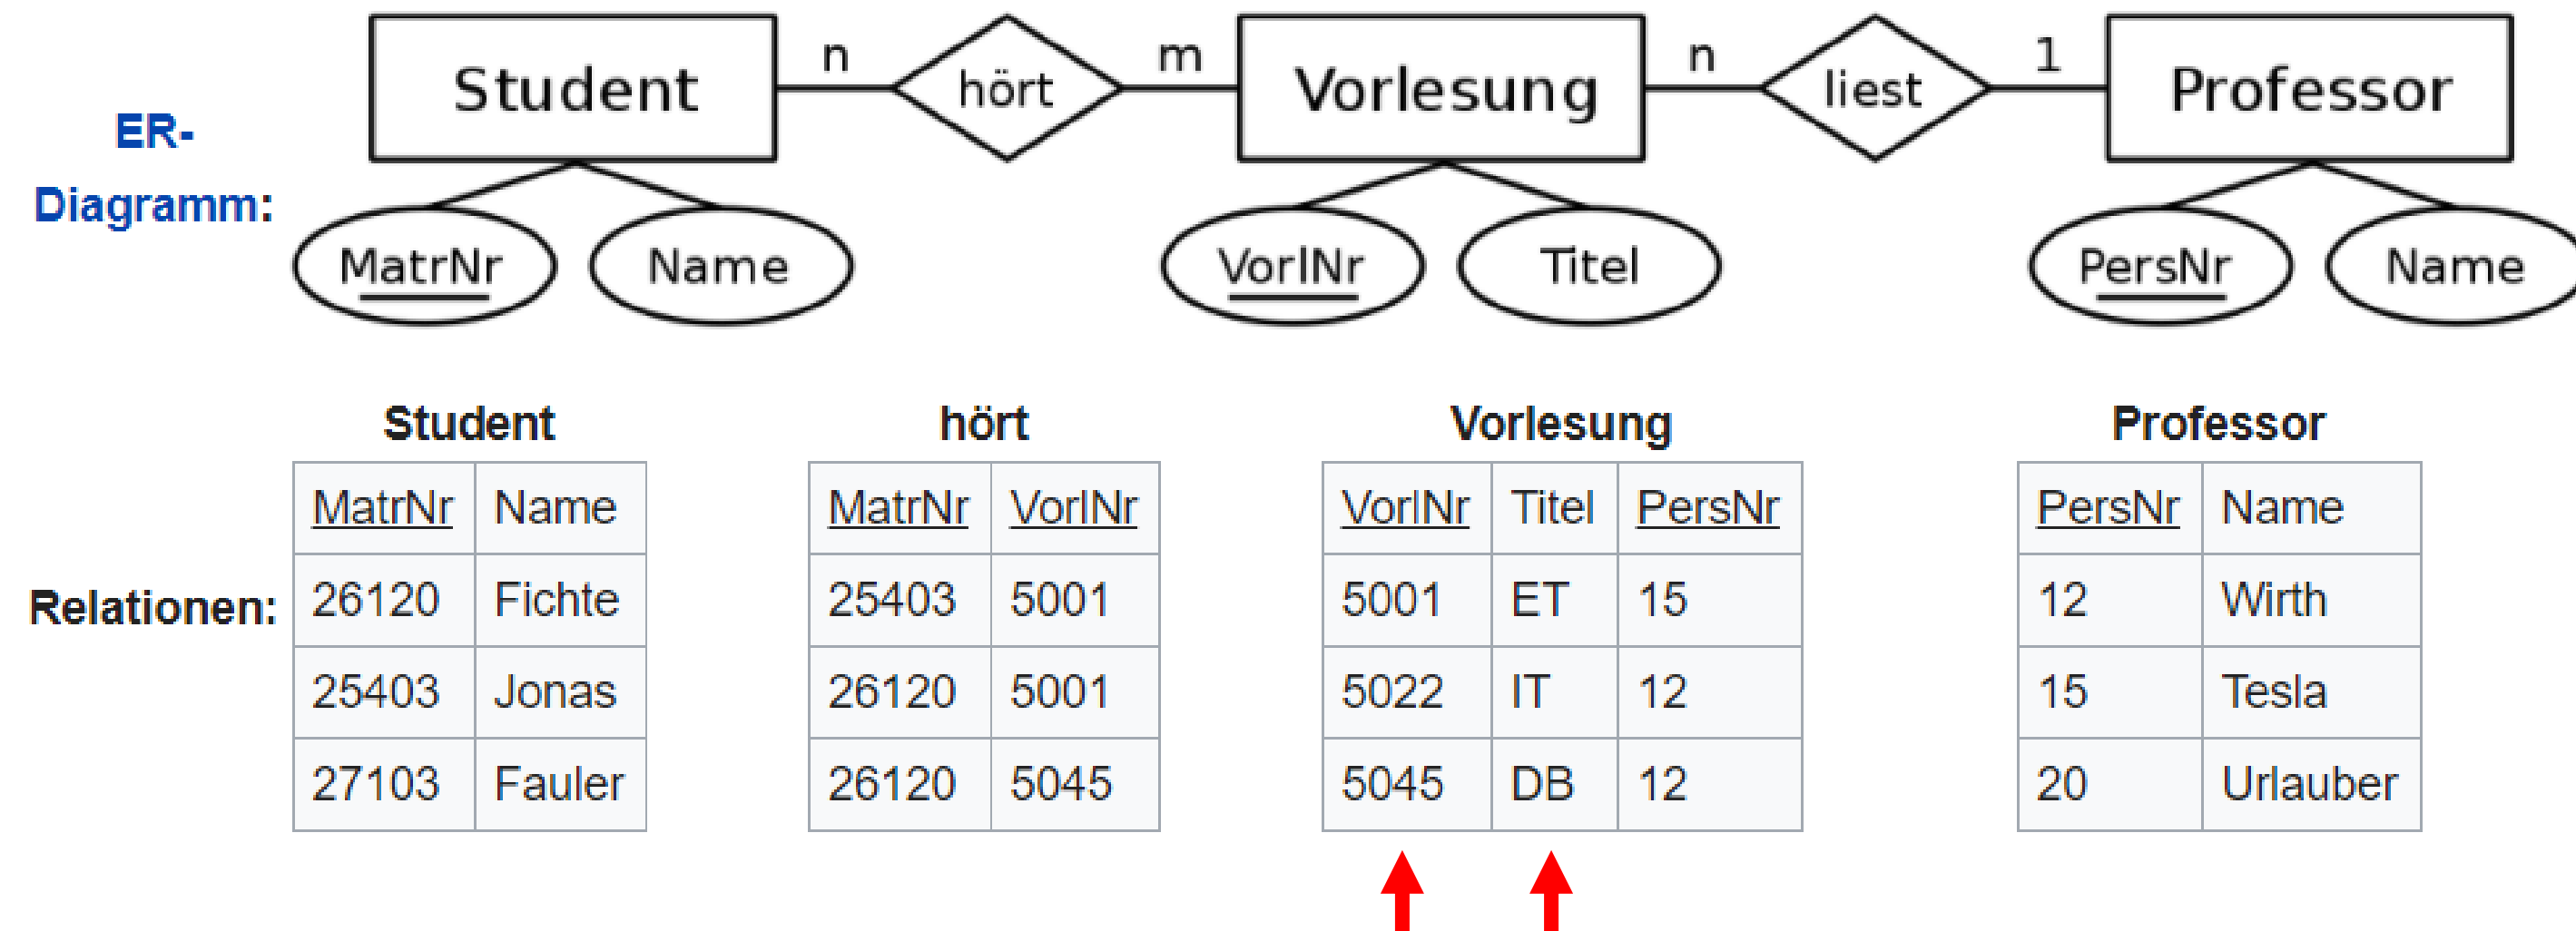 Student n hört m Vorlesung n liest 1 Professor
ER-
Diagramm:
MatrNr Name VorlNr Titel PersNr Name
Student hört Vorlesung Professor
MatrNr Name MatrNr VorlNr VorlNr Titel PersNr PersNr Name
Relationen: 26120 Fichte 25403 5001 5001 ET 15 12 Wirth
25403 Jonas 26120 5001 5022 IT 12 15 Tesla
27103 Fauler 26120 5045 5045 DB 12 20 Urlauber